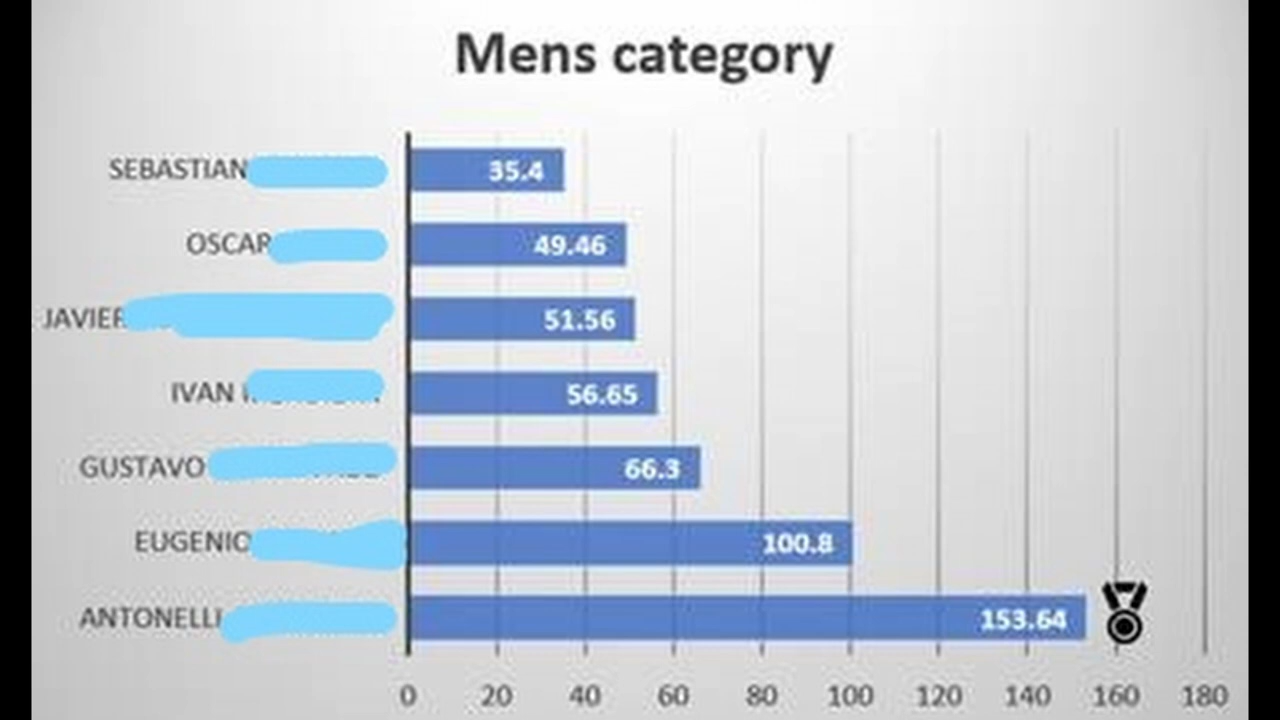 Mens category
SEBASTIAN 35.4
OSCAR 49.46
JAVIER 51.56
IVAN 56.65
GUSTAVO 66.3
EUGENIO 100.8
ANTONELLI 153.64
0 20 40 60 80 100 120 140 160 180